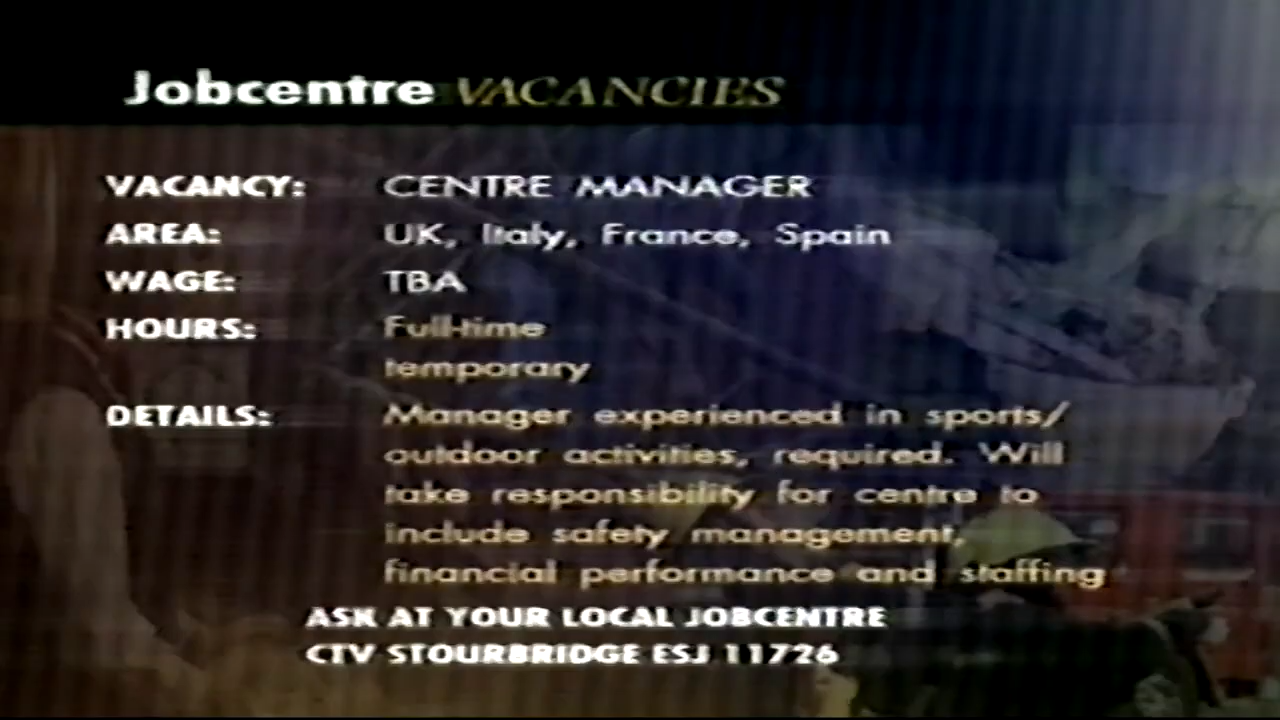 Jobcentre VACANCIES
VACANCY: CENTRE MANAGER
AREA: UK, Italy, France, Spain
WAGE: TBA
HOURS: Full-time
temporary
DETAILS: Manager experienced in sports/
outdoor activities, required. Will
take responsibility for centre to
include safety management,
financial performance and staffing
ASK AT YOUR LOCAL JOBCENTRE
CTV STOURBRIDGE ESJ 11726